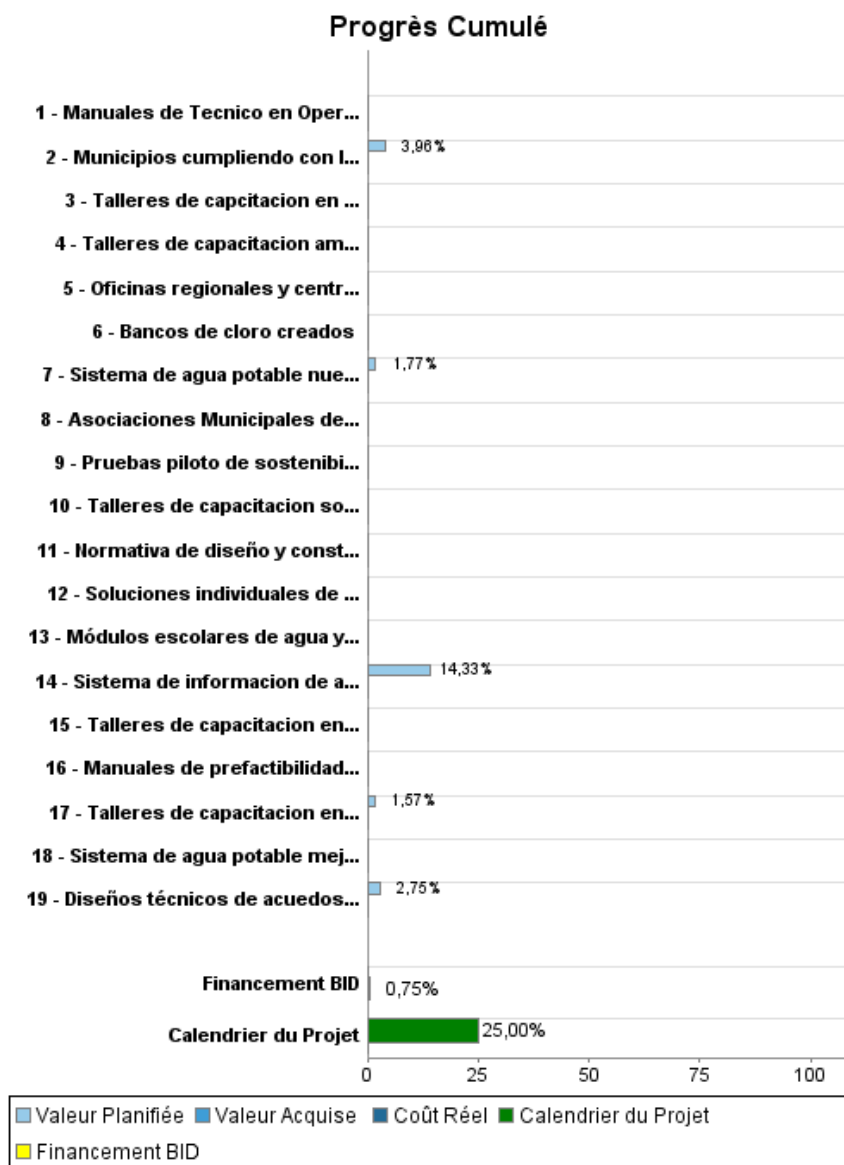 Progrès Cumulé
1 - Manuales de Tecnico en Oper...
2 - Municipios cumpliendo con l...
3,96%
3 - Talleres de capcitacion en ...
4 - Talleres de capacitacion am...
5 - Oficinas regionales y centr...
6 - Bancos de cloro creados
7 - Sistema de agua potable nue...
1,77%
8 - Asociaciones Municipales de...
9 - Pruebas piloto de sostenibi...
10 - Talleres de capacitacion so...
11 - Normativa de diseño y const...
12 - Soluciones individuales de ...
13 - Módulos escolares de agua y...
14 - Sistema de informacion de a...
14,33%
15 - Talleres de capacitacion en...
16 - Manuales de prefactibilidad...
17 - Talleres de capacitacion en...
1,57%
18 - Sistema de agua potable mej...
19 - Diseños técnicos de acuedos...
2,75%
Financement BID
0,75%
Calendrier du Projet
25,00%
0 25 50 75 100
Valeur Planifiée Valeur Acquise Coût Réel Calendrier du Projet
Financement BID